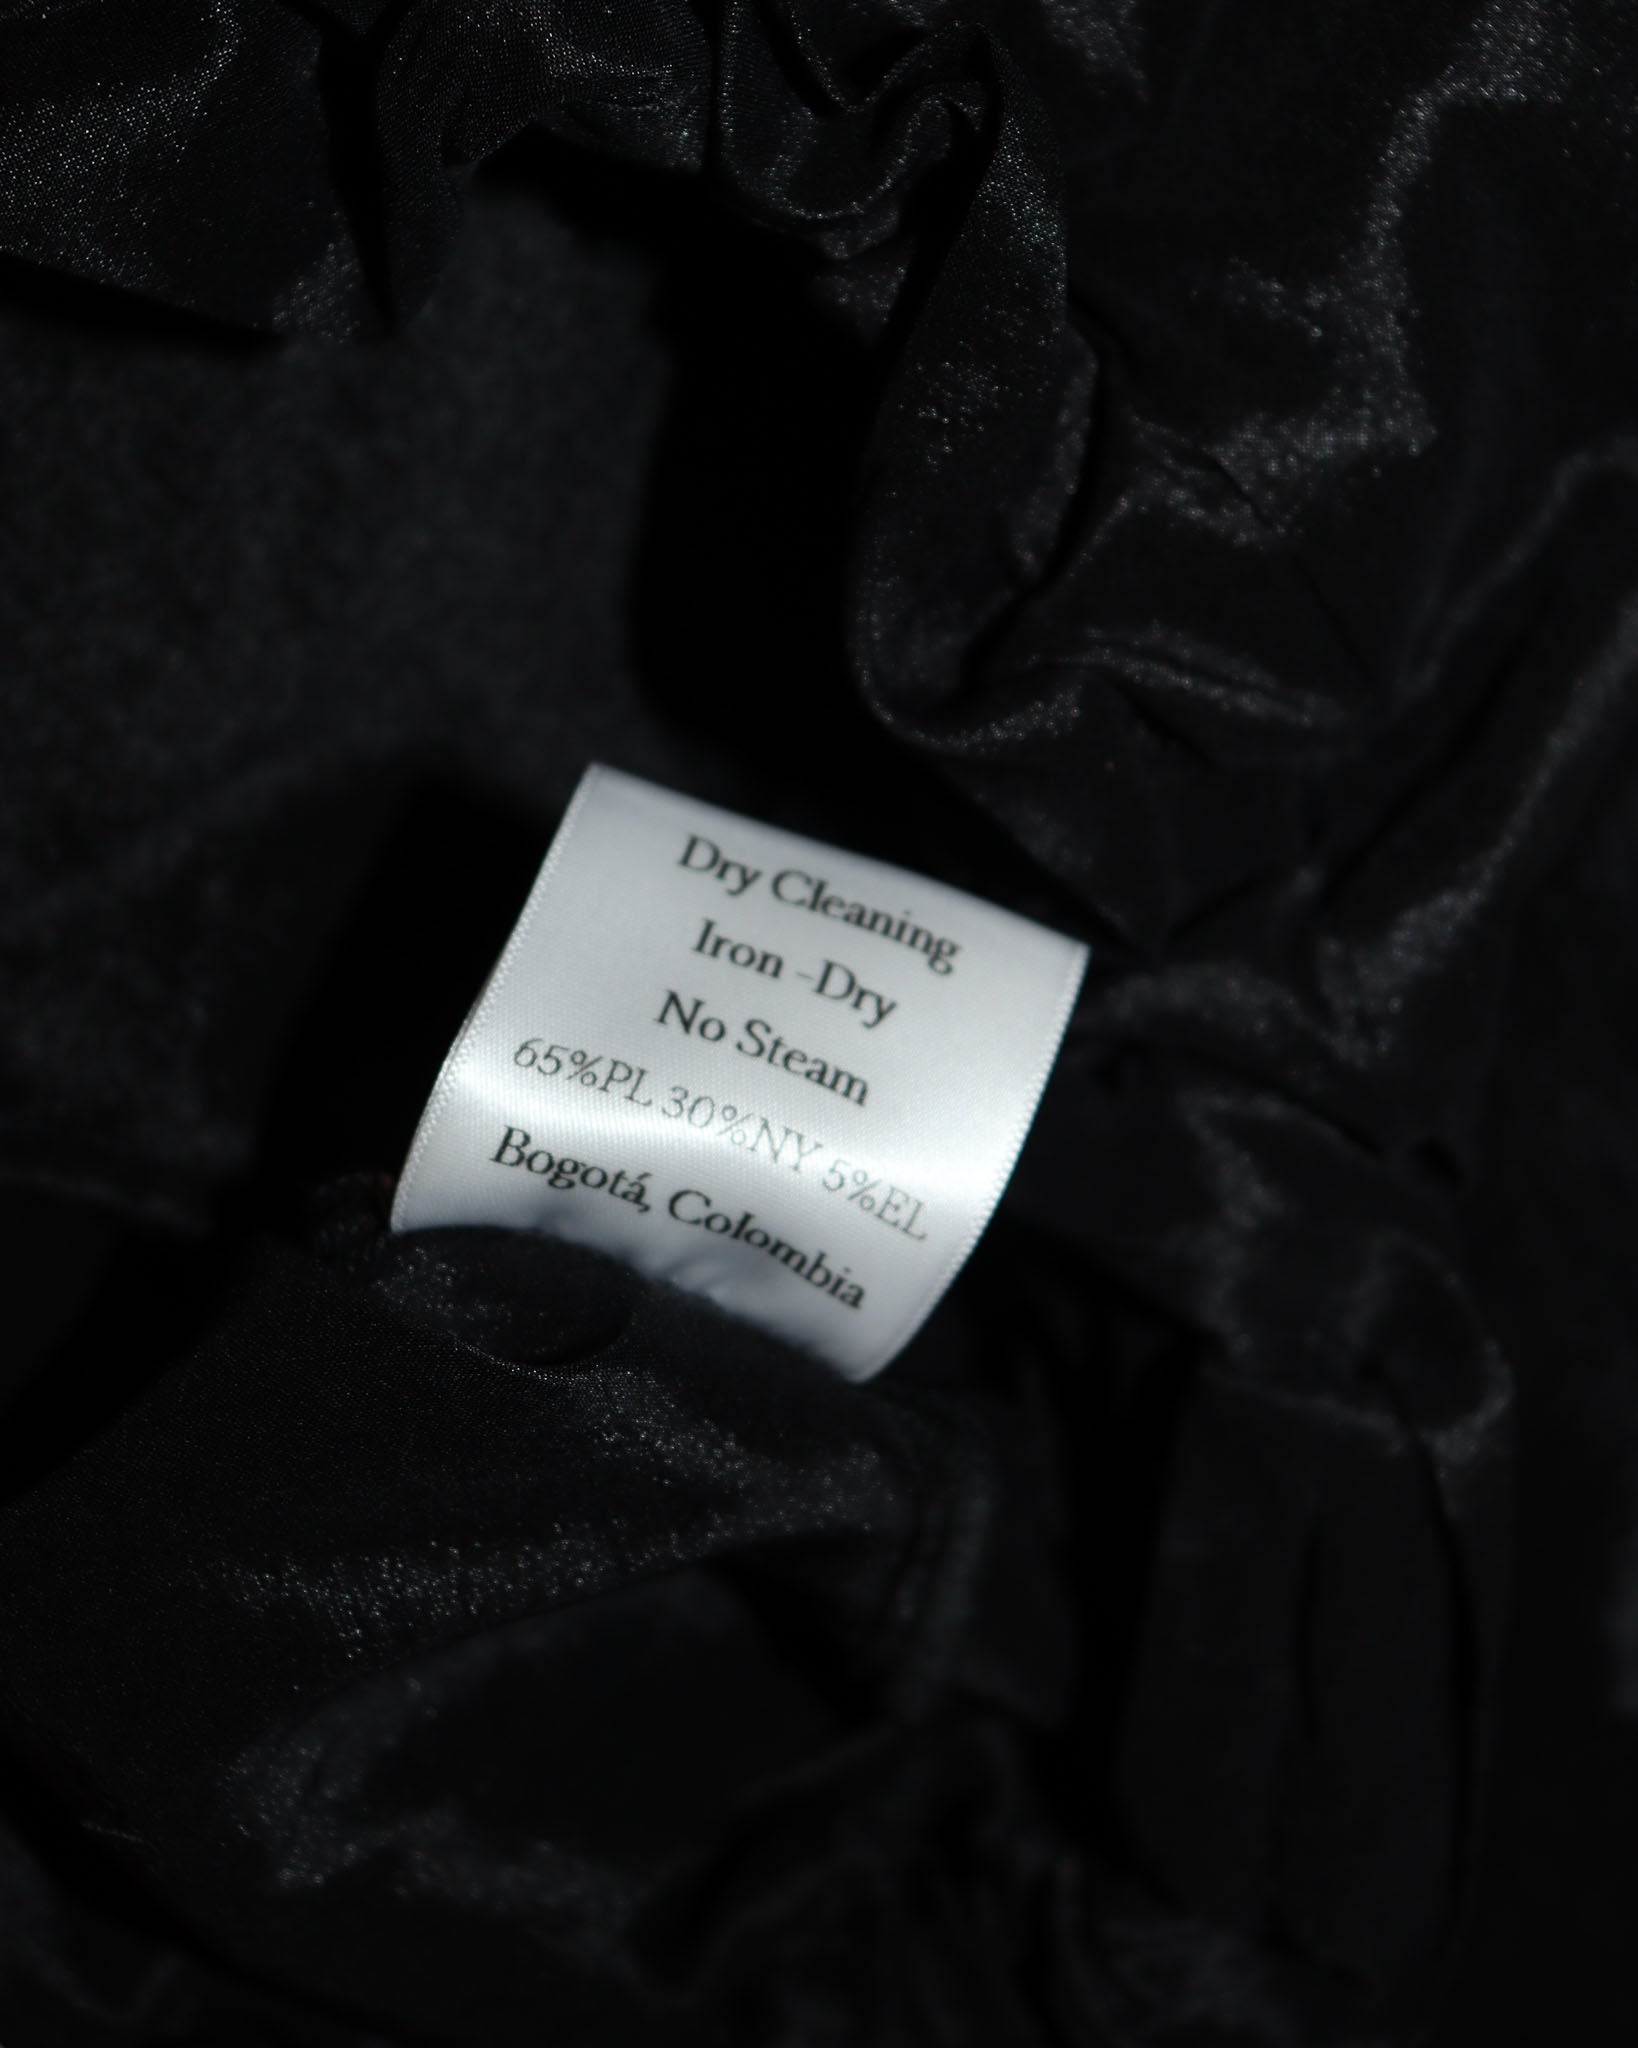 Dry Cleaning
Iron -Dry
No Steam
65%PL 30%NY 5%EL
Bogotá, Colombia